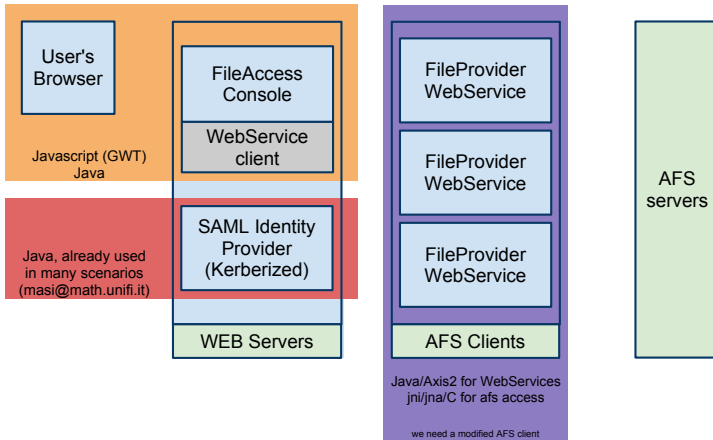 User's
Browser
FileAccess
Console
WebService
client
Javascript (GWT)
Java
SAML Identity
Provider
(Kerberized)
Java, already used
in many scenarios
(masi@math.unifi.it)
WEB Servers
FileProvider
WebService
FileProvider
WebService
FileProvider
WebService
AFS Clients
Java/Axis2 for WebServices
jni/jna/C for afs access
we need a modified AFS client
AFS
servers